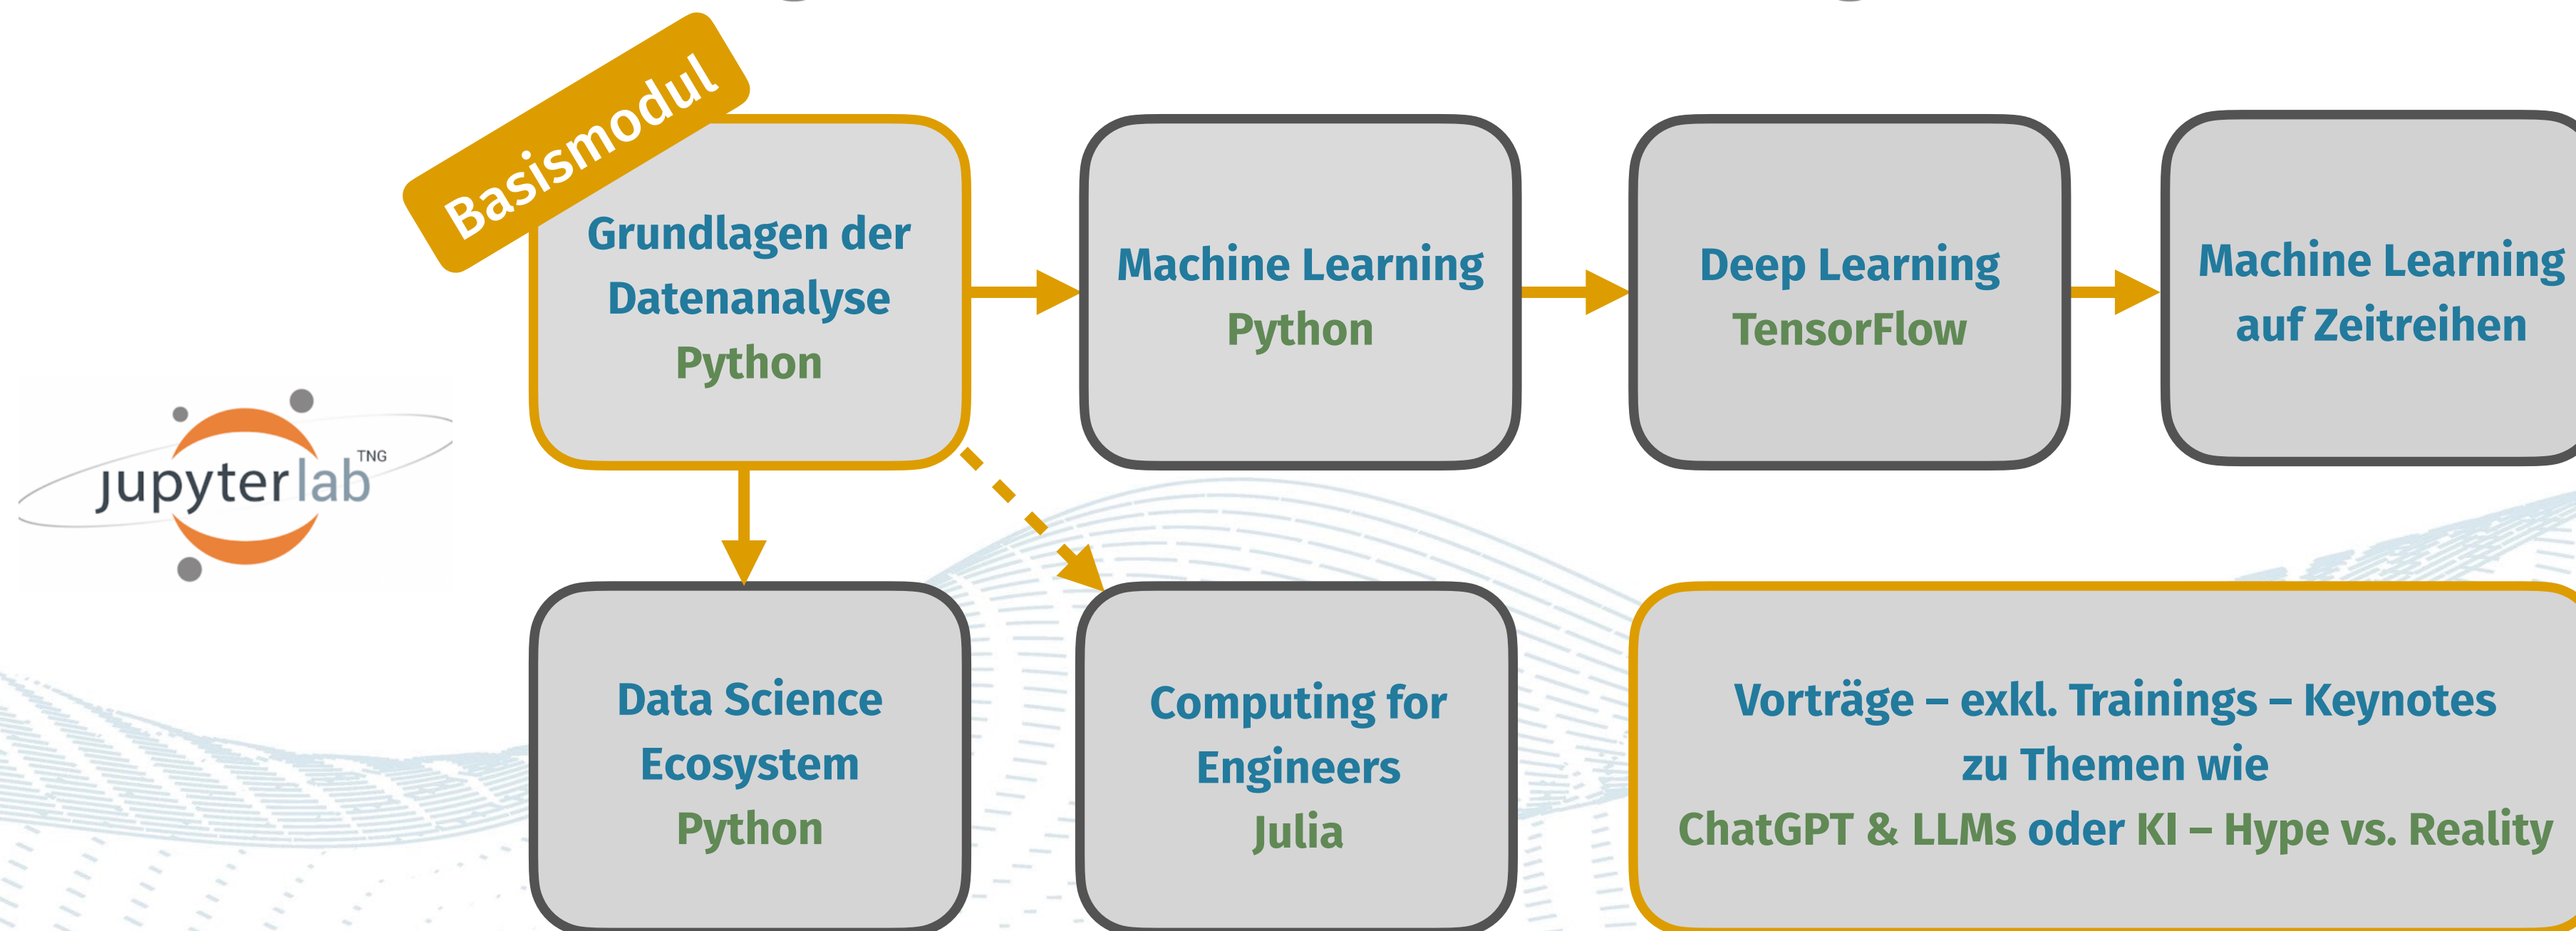 Basismodul
Grundlagen der
Datenanalyse
Python
Machine Learning
Python
Deep Learning
TensorFlow
Machine Learning
auf Zeitreihen
jupyterlab TNG
Data Science
Ecosystem
Python
Computing for
Engineers
Julia
Vorträge – exkl. Trainings – Keynotes
zu Themen wie
ChatGPT & LLMs oder KI – Hype vs. Reality